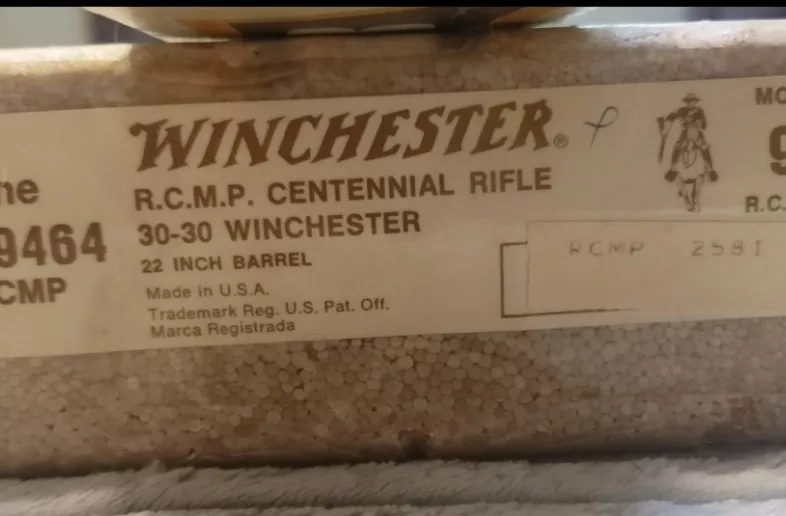 WINCHESTER®
R.C.M.P. CENTENNIAL RIFLE
30-30 WINCHESTER
22 INCH BARREL
Made in U.S.A.
Trademark Reg. U.S. Pat. Off.
Marca Registrada
9464
CMP
R.C.
RCMP 2581